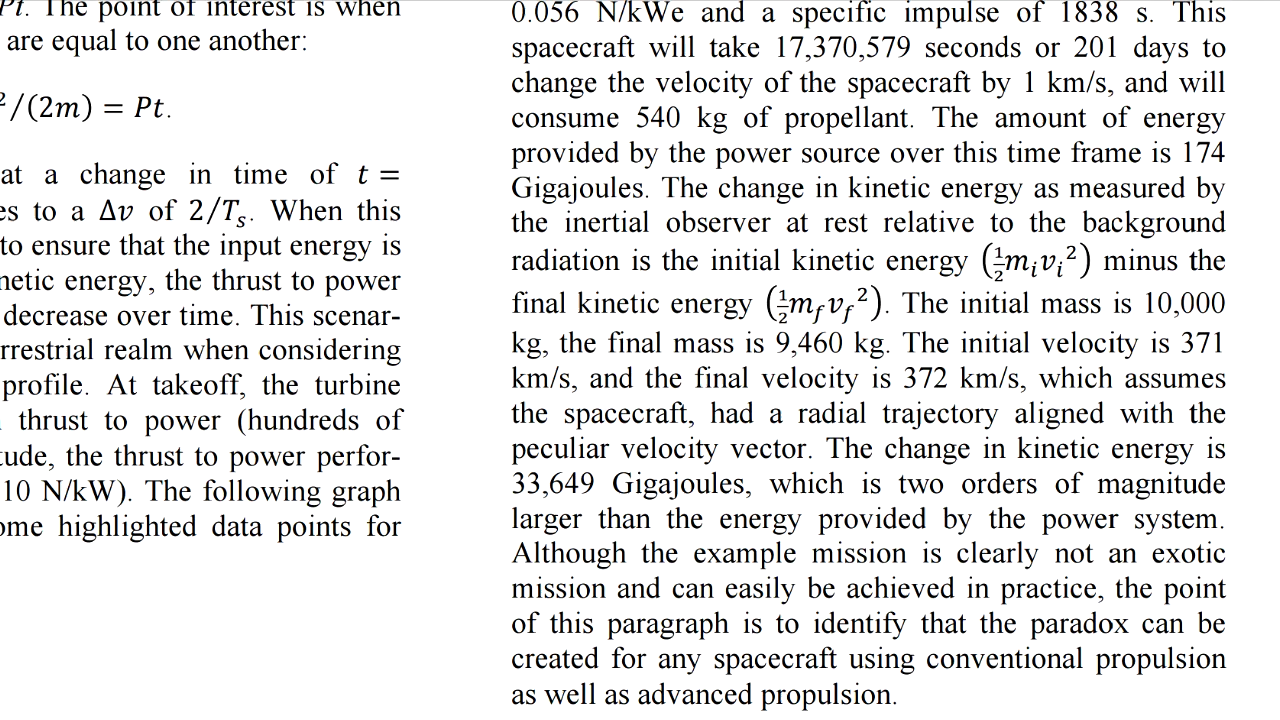 Pt. The point of interest is when
are equal to one another:
²/(2m) = Pt.
at a change in time of t =
es to a Δv of 2/Tₛ. When this
to ensure that the input energy is
netic energy, the thrust to power
decrease over time. This scenar-
rrestrial realm when considering
profile. At takeoff, the turbine
thrust to power (hundreds of
tude, the thrust to power perfor-
10 N/kW). The following graph
ome highlighted data points for
0.056 N/kWe and a specific impulse of 1838 s. This
spacecraft will take 17,370,579 seconds or 201 days to
change the velocity of the spacecraft by 1 km/s, and will
consume 540 kg of propellant. The amount of energy
provided by the power source over this time frame is 174
Gigajoules. The change in kinetic energy as measured by
the inertial observer at rest relative to the background
radiation is the initial kinetic energy (½mᵢvᵢ²) minus the
final kinetic energy (½m_f v_f²). The initial mass is 10,000
kg, the final mass is 9,460 kg. The initial velocity is 371
km/s, and the final velocity is 372 km/s, which assumes
the spacecraft, had a radial trajectory aligned with the
peculiar velocity vector. The change in kinetic energy is
33,649 Gigajoules, which is two orders of magnitude
larger than the energy provided by the power system.
Although the example mission is clearly not an exotic
mission and can easily be achieved in practice, the point
of this paragraph is to identify that the paradox can be
created for any spacecraft using conventional propulsion
as well as advanced propulsion.